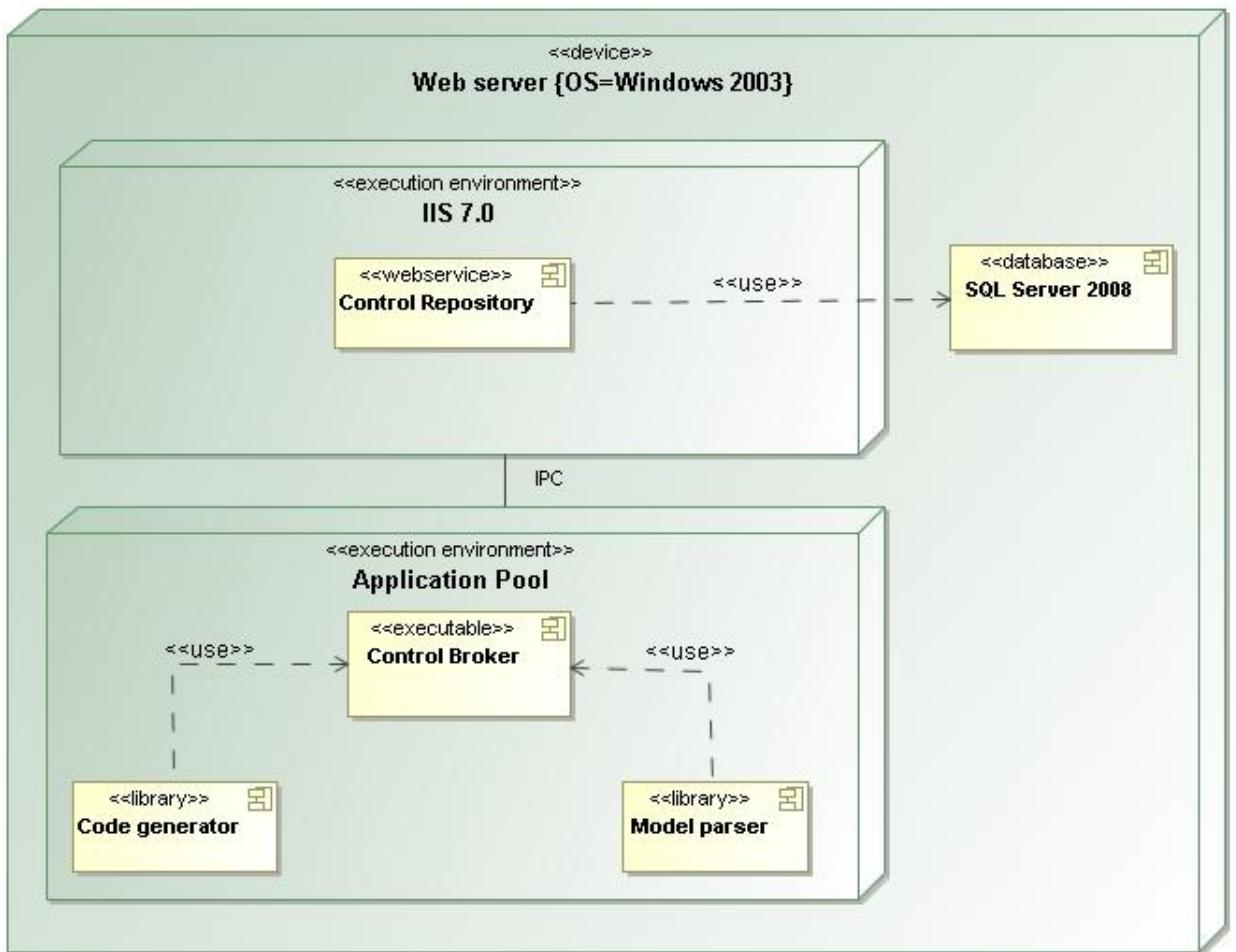 <<device>>
Web server {OS=Windows 2003}
<<execution environment>>
IIS 7.0
<<webservice>>
Control Repository
<<use>>
<<database>>
SQL Server 2008
IPC
<<execution environment>>
Application Pool
<<executable>>
Control Broker
<<use>>
<<use>>
<<library>>
Code generator
<<library>>
Model parser